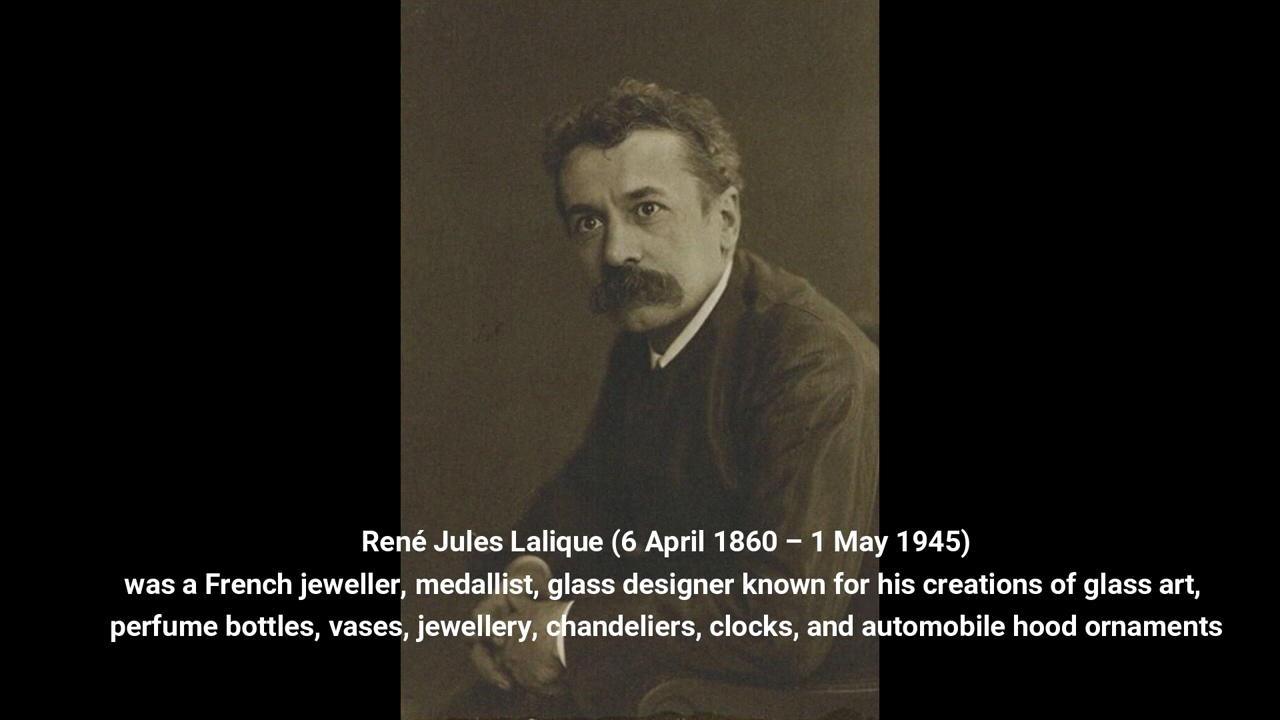 René Jules Lalique (6 April 1860 – 1 May 1945)
was a French jeweller, medallist, glass designer known for his creations of glass art,
perfume bottles, vases, jewellery, chandeliers, clocks, and automobile hood ornaments